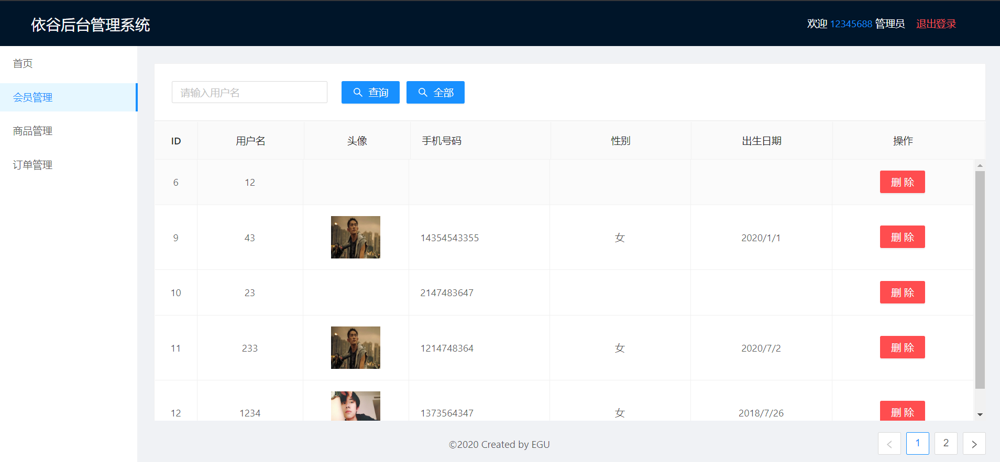 依谷后台管理系统
欢迎 12345688 管理员 退出登录
首页
会员管理
商品管理
订单管理
请输入用户名 查询 全部
ID 用户名 头像 手机号码 性别 出生日期 操作
6 12 删 除
9 43 14354543355 女 2020/1/1 删 除
10 23 2147483647 删 除
11 233 1214748364 女 2020/7/2 删 除
12 1234 1373564347 女 2018/7/26 删 除
©2020 Created by EGU
1 2